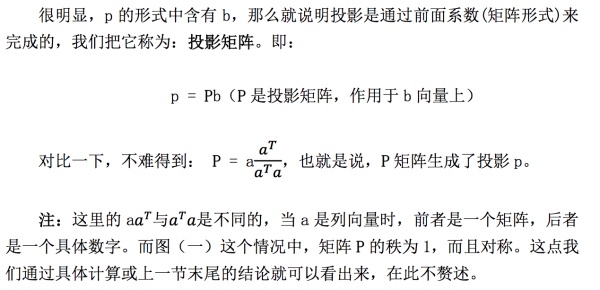 很明显，p 的形式中含有 b，那么就说明投影是通过前面系数(矩阵形式)来
完成的，我们把它称为：投影矩阵。即：
p = Pb（P 是投影矩阵，作用于 b 向量上）
对比一下，不难得到： P = a aᵀ/aᵀa，也就是说，P 矩阵生成了投影 p。
注：这里的 aaᵀ与aᵀa是不同的，当 a 是列向量时，前者是一个矩阵，后者
是一个具体数字。而图（一）这个情况中，矩阵 P 的秩为 1，而且对称。这点我
们通过具体计算或上一节末尾的结论就可以看出来，在此不赘述。